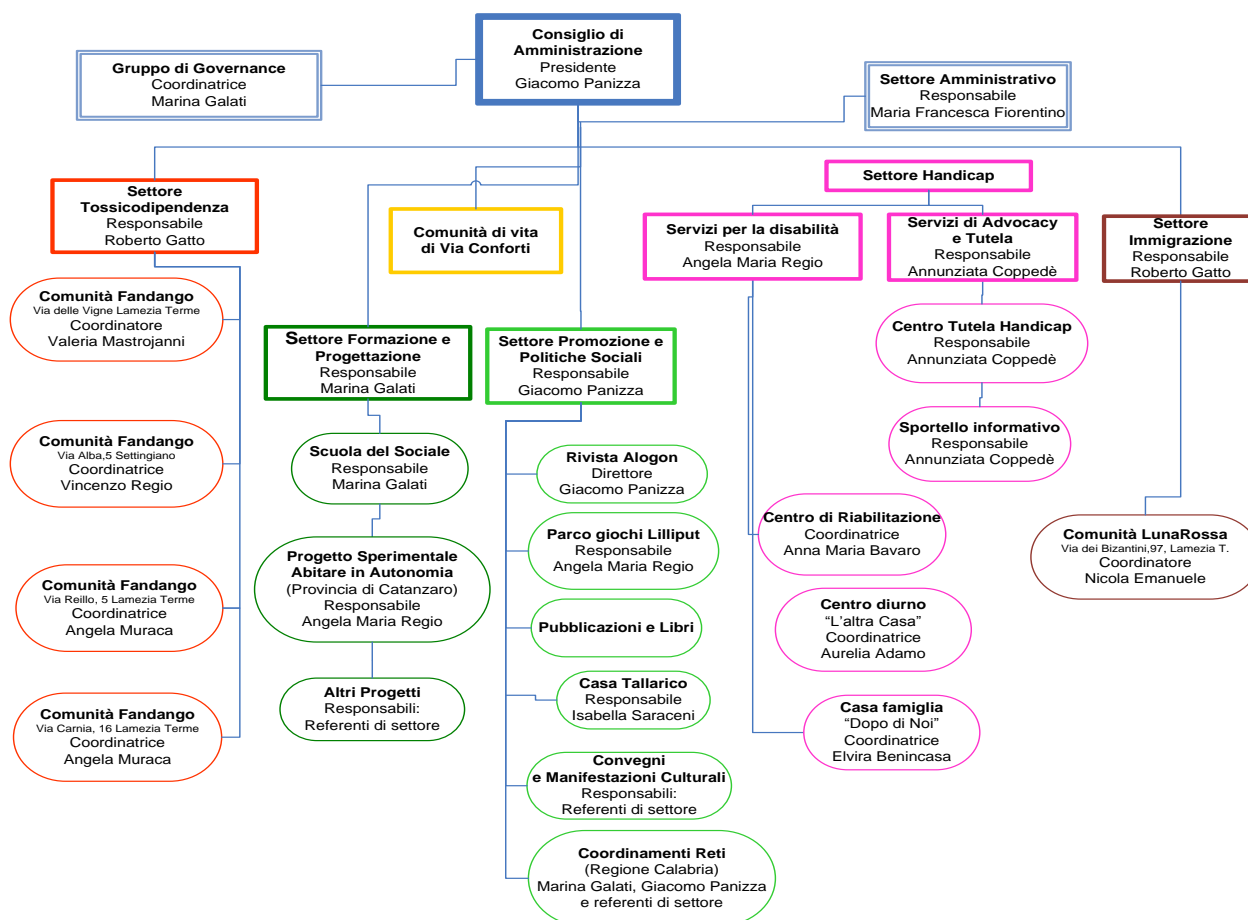 Consiglio di
Amministrazione
Presidente
Giacomo Panizza
Gruppo di Governance
Coordinatrice
Marina Galati
Settore Amministrativo
Responsabile
Maria Francesca Fiorentino
Settore
Tossicodipendenza
Responsabile
Roberto Gatto
Comunità di vita
di Via Conforti
Settore Handicap
Servizi per la disabilità
Responsabile
Angela Maria Regio
Servizi di Advocacy
e Tutela
Responsabile
Annunziata Coppedè
Settore
Immigrazione
Responsabile
Roberto Gatto
Comunità Fandango
Via delle Vigne Lamezia Terme
Coordinatore
Valeria Mastrojanni
Comunità Fandango
Via Alba,5 Settingiano
Coordinatrice
Vincenzo Regio
Comunità Fandango
Via Reillo, 5 Lamezia Terme
Coordinatrice
Angela Muraca
Comunità Fandango
Via Carnia, 16 Lamezia Terme
Coordinatrice
Angela Muraca
Settore Formazione e
Progettazione
Responsabile
Marina Galati
Scuola del Sociale
Responsabile
Marina Galati
Progetto Sperimentale
Abitare in Autonomia
(Provincia di Catanzaro)
Responsabile
Angela Maria Regio
Altri Progetti
Responsabili:
Referenti di settore
Settore Promozione e
Politiche Sociali
Responsabile
Giacomo Panizza
Rivista Alogon
Direttore
Giacomo Panizza
Parco giochi Lilliput
Responsabile
Angela Maria Regio
Pubblicazioni e Libri
Casa Tallarico
Responsabile
Isabella Saraceni
Convegni
e Manifestazioni Culturali
Responsabili:
Referenti di settore
Coordinamenti Reti
(Regione Calabria)
Marina Galati, Giacomo Panizza
e referenti di settore
Centro Tutela Handicap
Responsabile
Annunziata Coppedè
Sportello informativo
Responsabile
Annunziata Coppedè
Centro di Riabilitazione
Coordinatrice
Anna Maria Bavaro
Centro diurno
“L’altra Casa”
Coordinatrice
Aurelia Adamo
Casa famiglia
“Dopo di Noi”
Coordinatrice
Elvira Benincasa
Comunità LunaRossa
Via dei Bizantini,97, Lamezia T.
Coordinatore
Nicola Emanuele